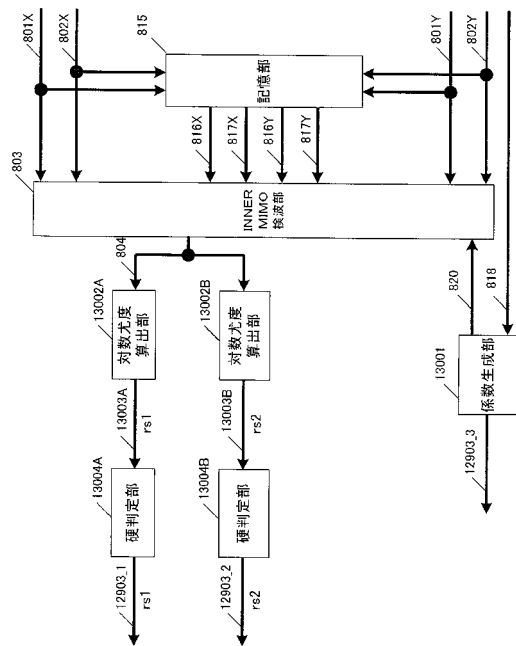 801X
802X
815
801Y
802Y
記憶部
816X
817X
816Y
817Y
803
INNER
MIMO
検波部
804
820
818
13002A
対数尤度
算出部
13002B
対数尤度
算出部
13001
係数生成部
13003A
rs1
13003B
rs2
12903_3
13004A
硬判定部
13004B
硬判定部
12903_1
rs1
12903_2
rs2